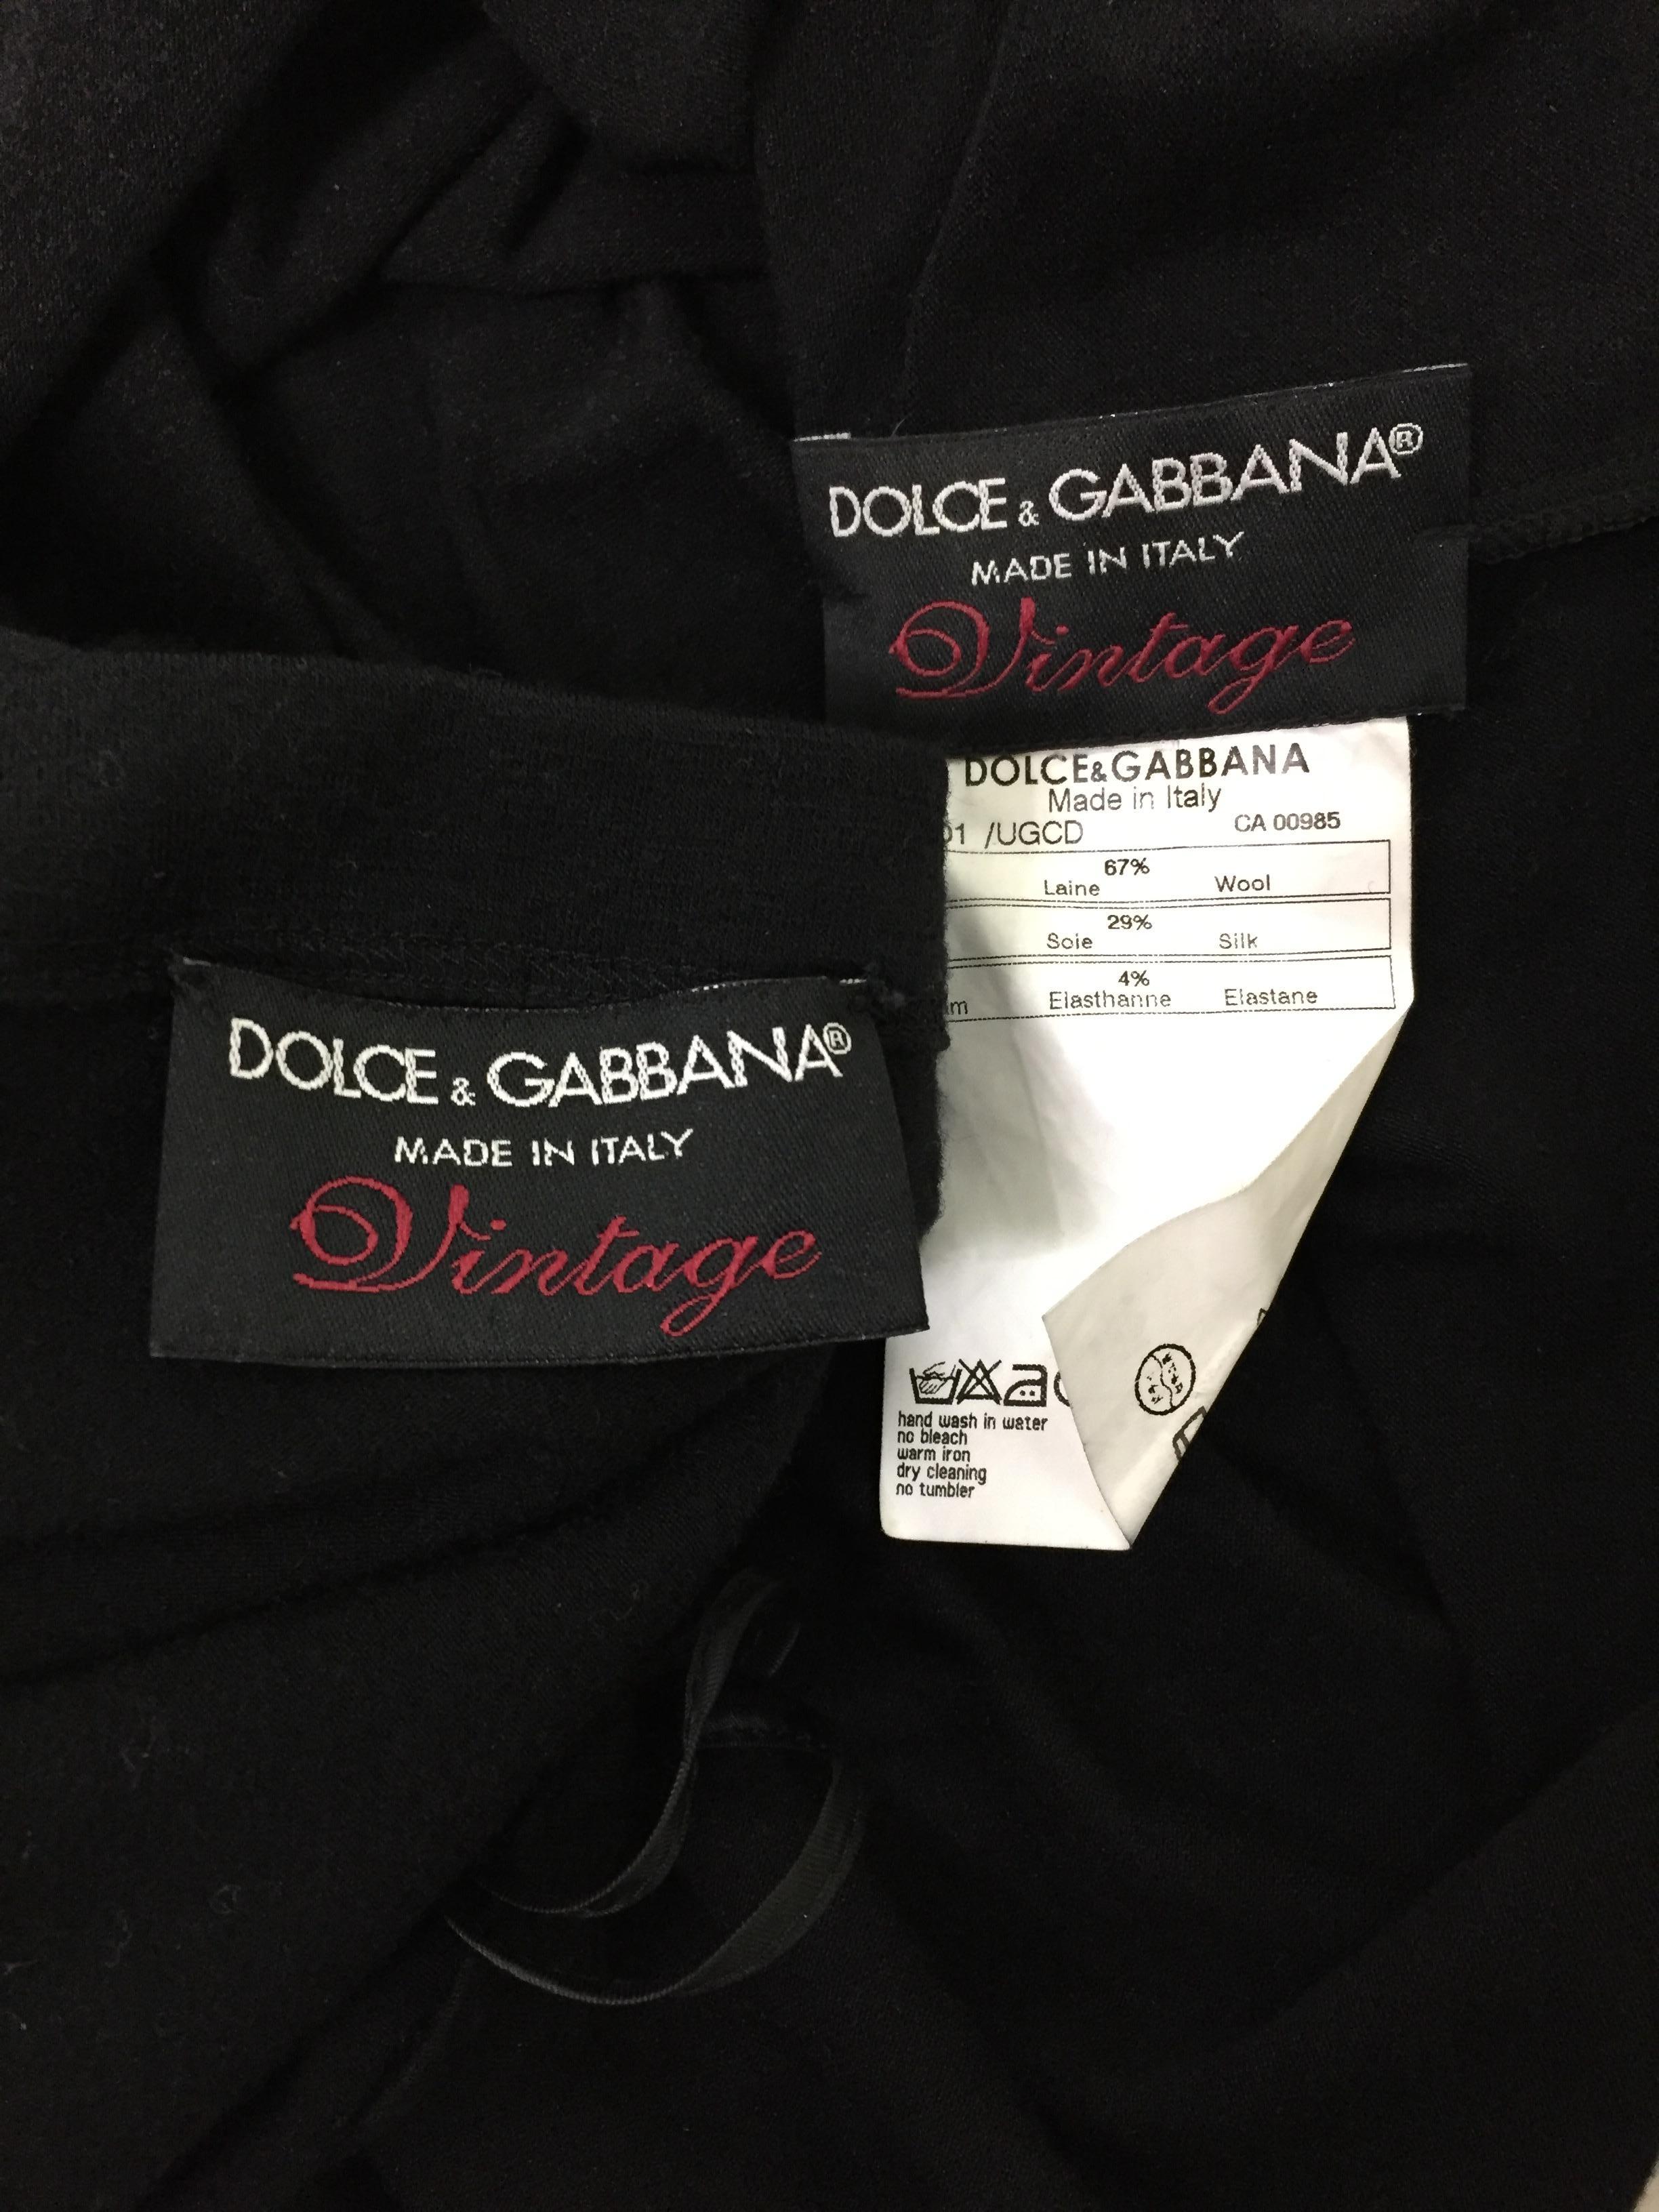 DOLCE & GABBANA®
MADE IN ITALY
Vintage
DOLCE&GABBANA
Made in Italy
/UGCD CA 00985
67%
Laine Wool
29%
Soie Silk
4%
Elasthanne Elastane
DOLCE & GABBANA®
MADE IN ITALY
Vintage
hand wash in water
no bleach
warm iron
dry cleaning
no tumbler